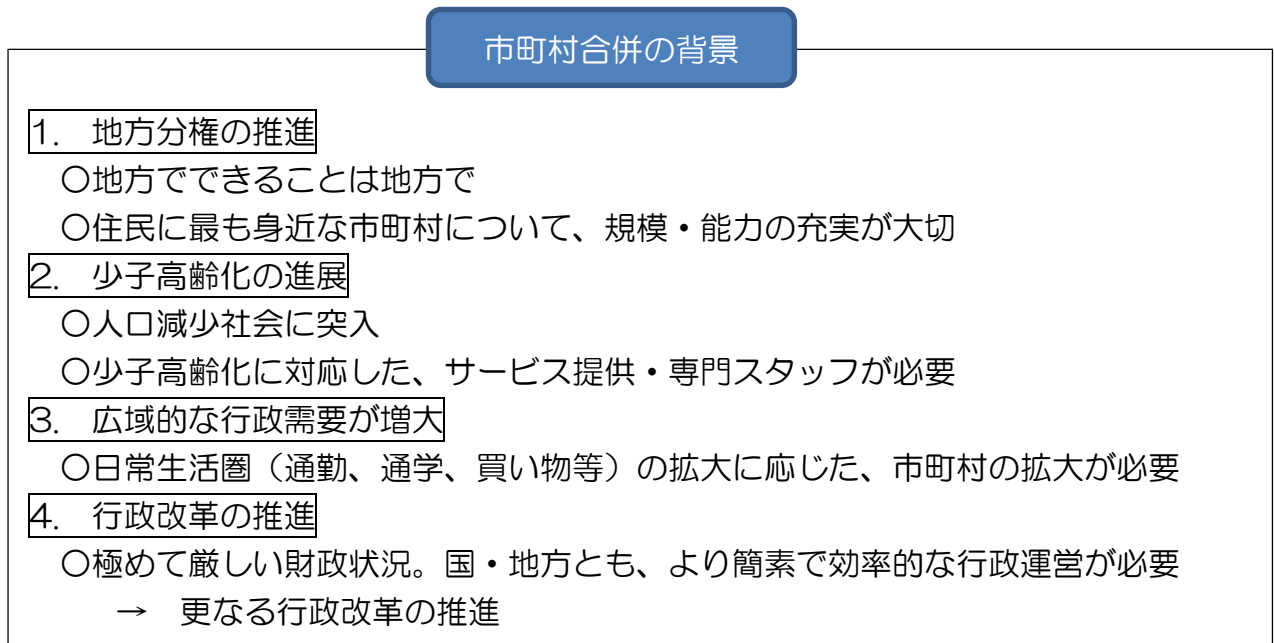 市町村合併の背景
1. 地方分権の推進
○地方でできることは地方で
○住民に最も身近な市町村について、規模・能力の充実が大切
2. 少子高齢化の進展
○人口減少社会に突入
○少子高齢化に対応した、サービス提供・専門スタッフが必要
3. 広域的な行政需要が増大
○日常生活圏（通勤、通学、買い物等）の拡大に応じた、市町村の拡大が必要
4. 行政改革の推進
○極めて厳しい財政状況。国・地方とも、より簡素で効率的な行政運営が必要
→ 更なる行政改革の推進